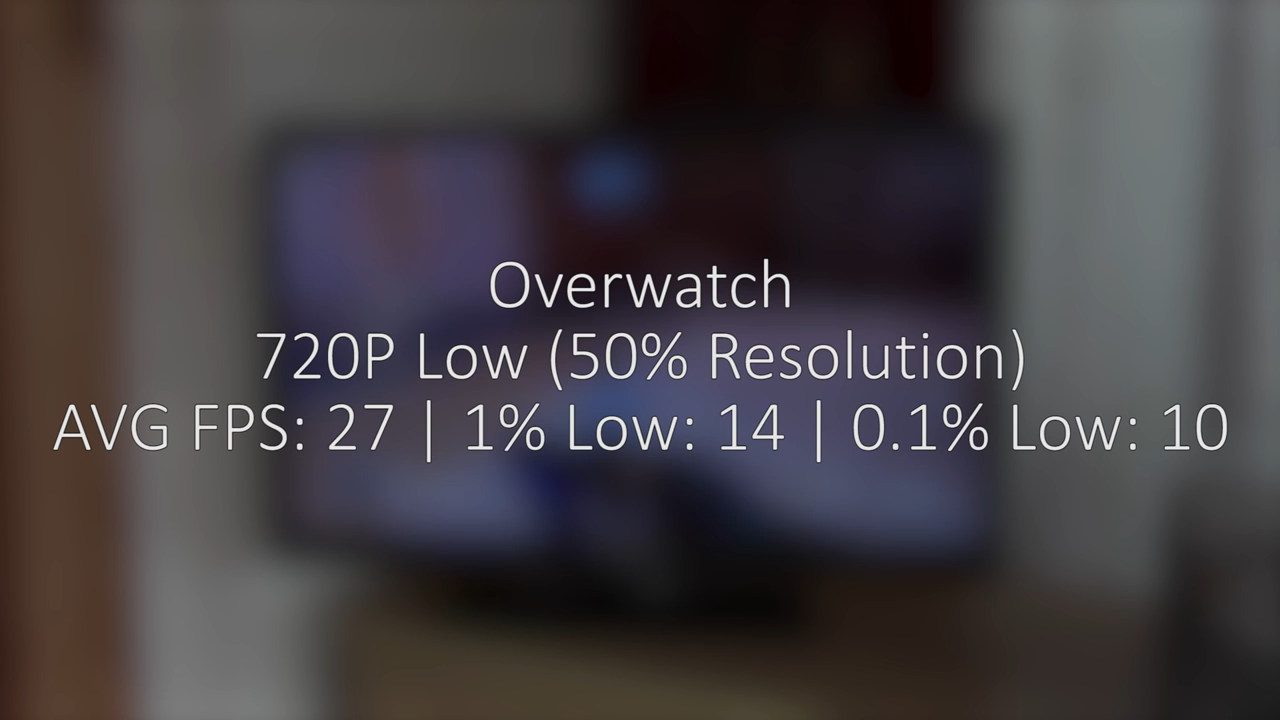 Overwatch
720P Low (50% Resolution)
AVG FPS: 27 | 1% Low: 14 | 0.1% Low: 10